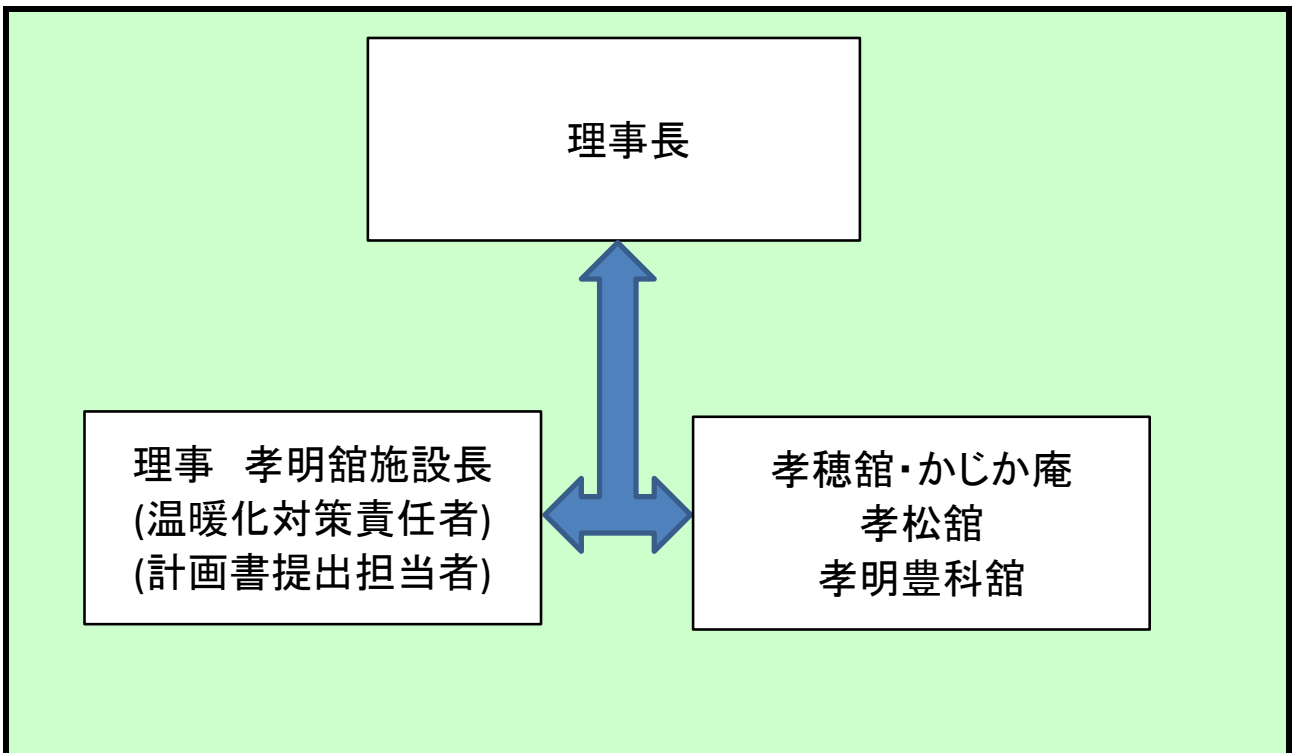 理事長
理事　孝明舘施設長
(温暖化対策責任者)
(計画書提出担当者)
孝穂舘・かじか庵
孝松舘
孝明豊科舘